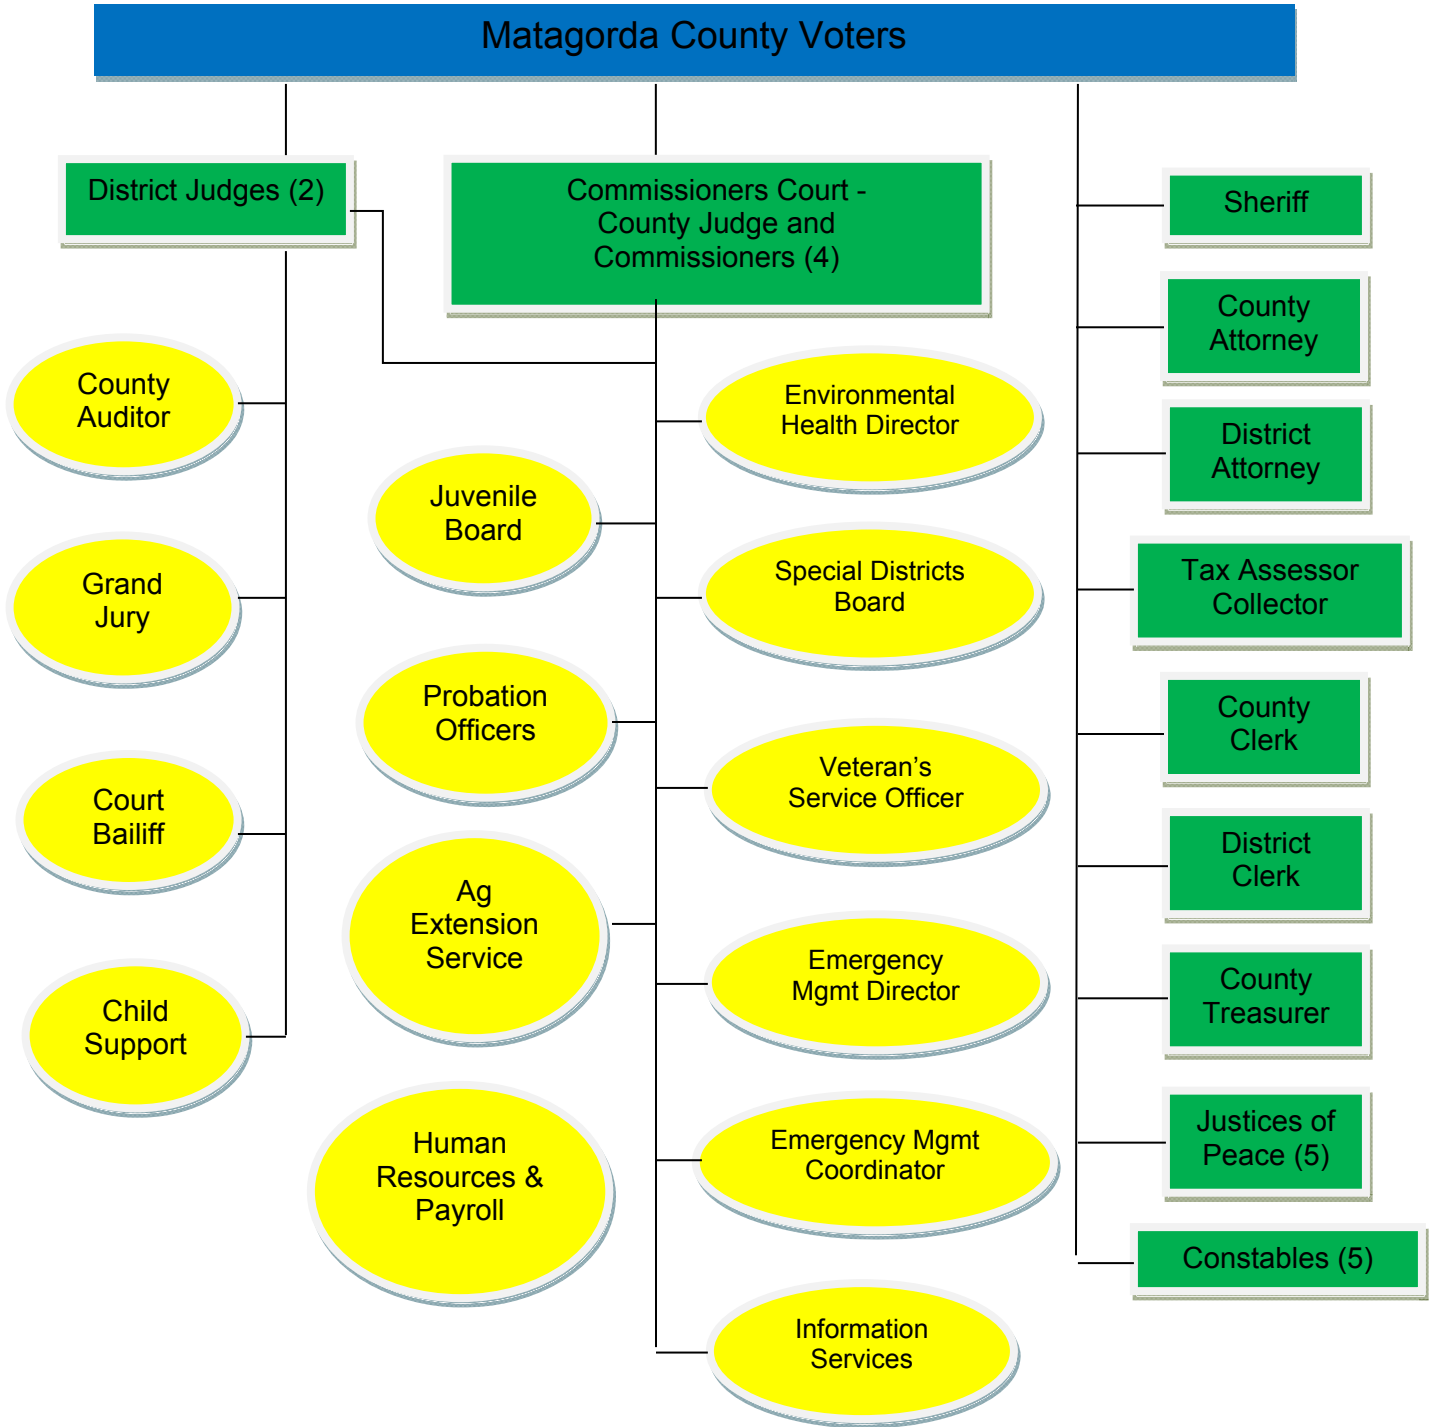 Matagorda County Voters
District Judges (2)
Commissioners Court -
County Judge and
Commissioners (4)
Sheriff
County
Attorney
District
Attorney
Tax Assessor
Collector
County
Clerk
District
Clerk
County
Treasurer
Justices of
Peace (5)
Constables (5)
County
Auditor
Grand
Jury
Court
Bailiff
Child
Support
Juvenile
Board
Probation
Officers
Ag
Extension
Service
Human
Resources &
Payroll
Environmental
Health Director
Special Districts
Board
Veteran’s
Service Officer
Emergency
Mgmt Director
Emergency Mgmt
Coordinator
Information
Services